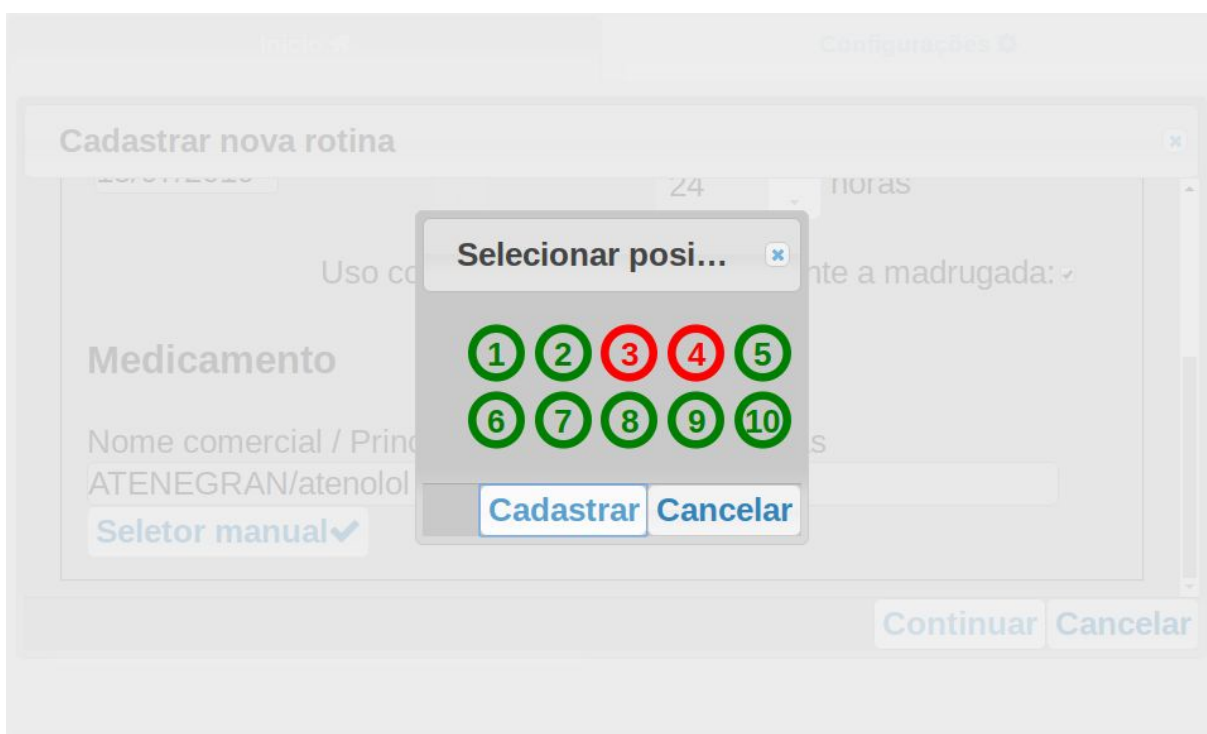 Início
Configurações
Cadastrar nova rotina
24 horas
Selecionar posi...
Uso co nte a madrugada:
1 2 3 4 5
Medicamento
6 7 8 9 10
Nome comercial / Princ s
ATENEGRAN/atenolol
Cadastrar Cancelar
Seletor manual
Continuar Cancelar